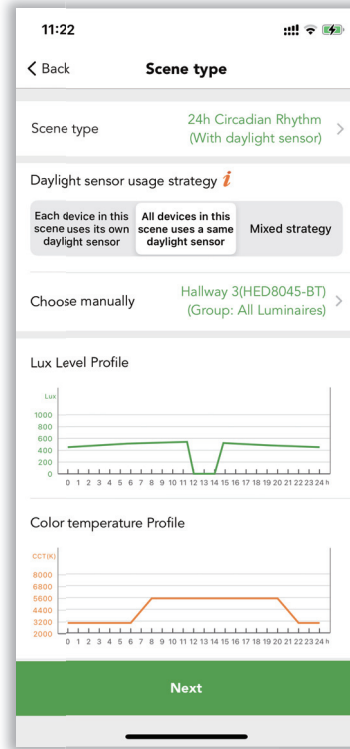 11:22
Back
Scene type
Scene type
24h Circadian Rhythm
(With daylight sensor)
Daylight sensor usage strategy i
Each device in this
scene uses its own
daylight sensor
All devices in this
scene uses a same
daylight sensor
Mixed strategy
Choose manually
Hallway 3(HED8045-BT)
(Group: All Luminaires)
Lux Level Profile
Lux
1000
800
600
400
200
0
0 1 2 3 4 5 6 7 8 9 10 11 12 13 14 15 16 17 18 19 20 21 22 23 24 h
Color temperature Profile
CCT(K)
8000
6800
5600
4400
3200
2000
0 1 2 3 4 5 6 7 8 9 10 11 12 13 14 15 16 17 18 19 20 21 22 23 24 h
Next